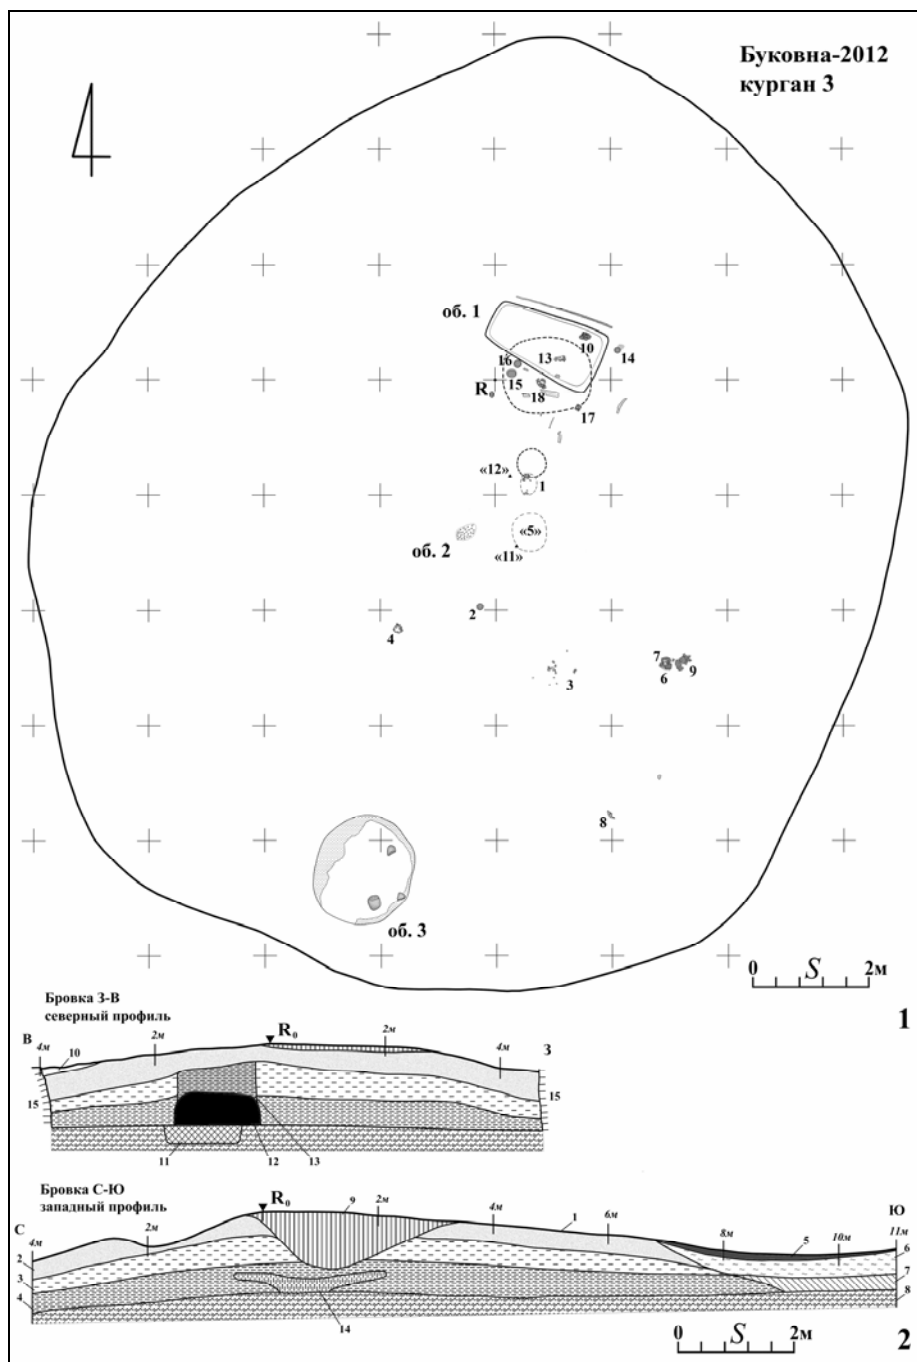 Буковна-2012
курган 3
об. 1
10
14
16
13
15
R
18
17
«12»
1
«5»
об. 2
«11»
2
4
7
6
9
3
8
об. 3
0 S 2м
1
Бровка З-В
северный профиль
В
4м
10
2м
R₀
2м
4м
З
15
15
11
12
13
Бровка С-Ю
западный профиль
С
4м
2м
R₀
9
2м
4м
1
6м
8м
5
10м
Ю
11м
2
3
4
6
7
8
14
0 S 2м
2